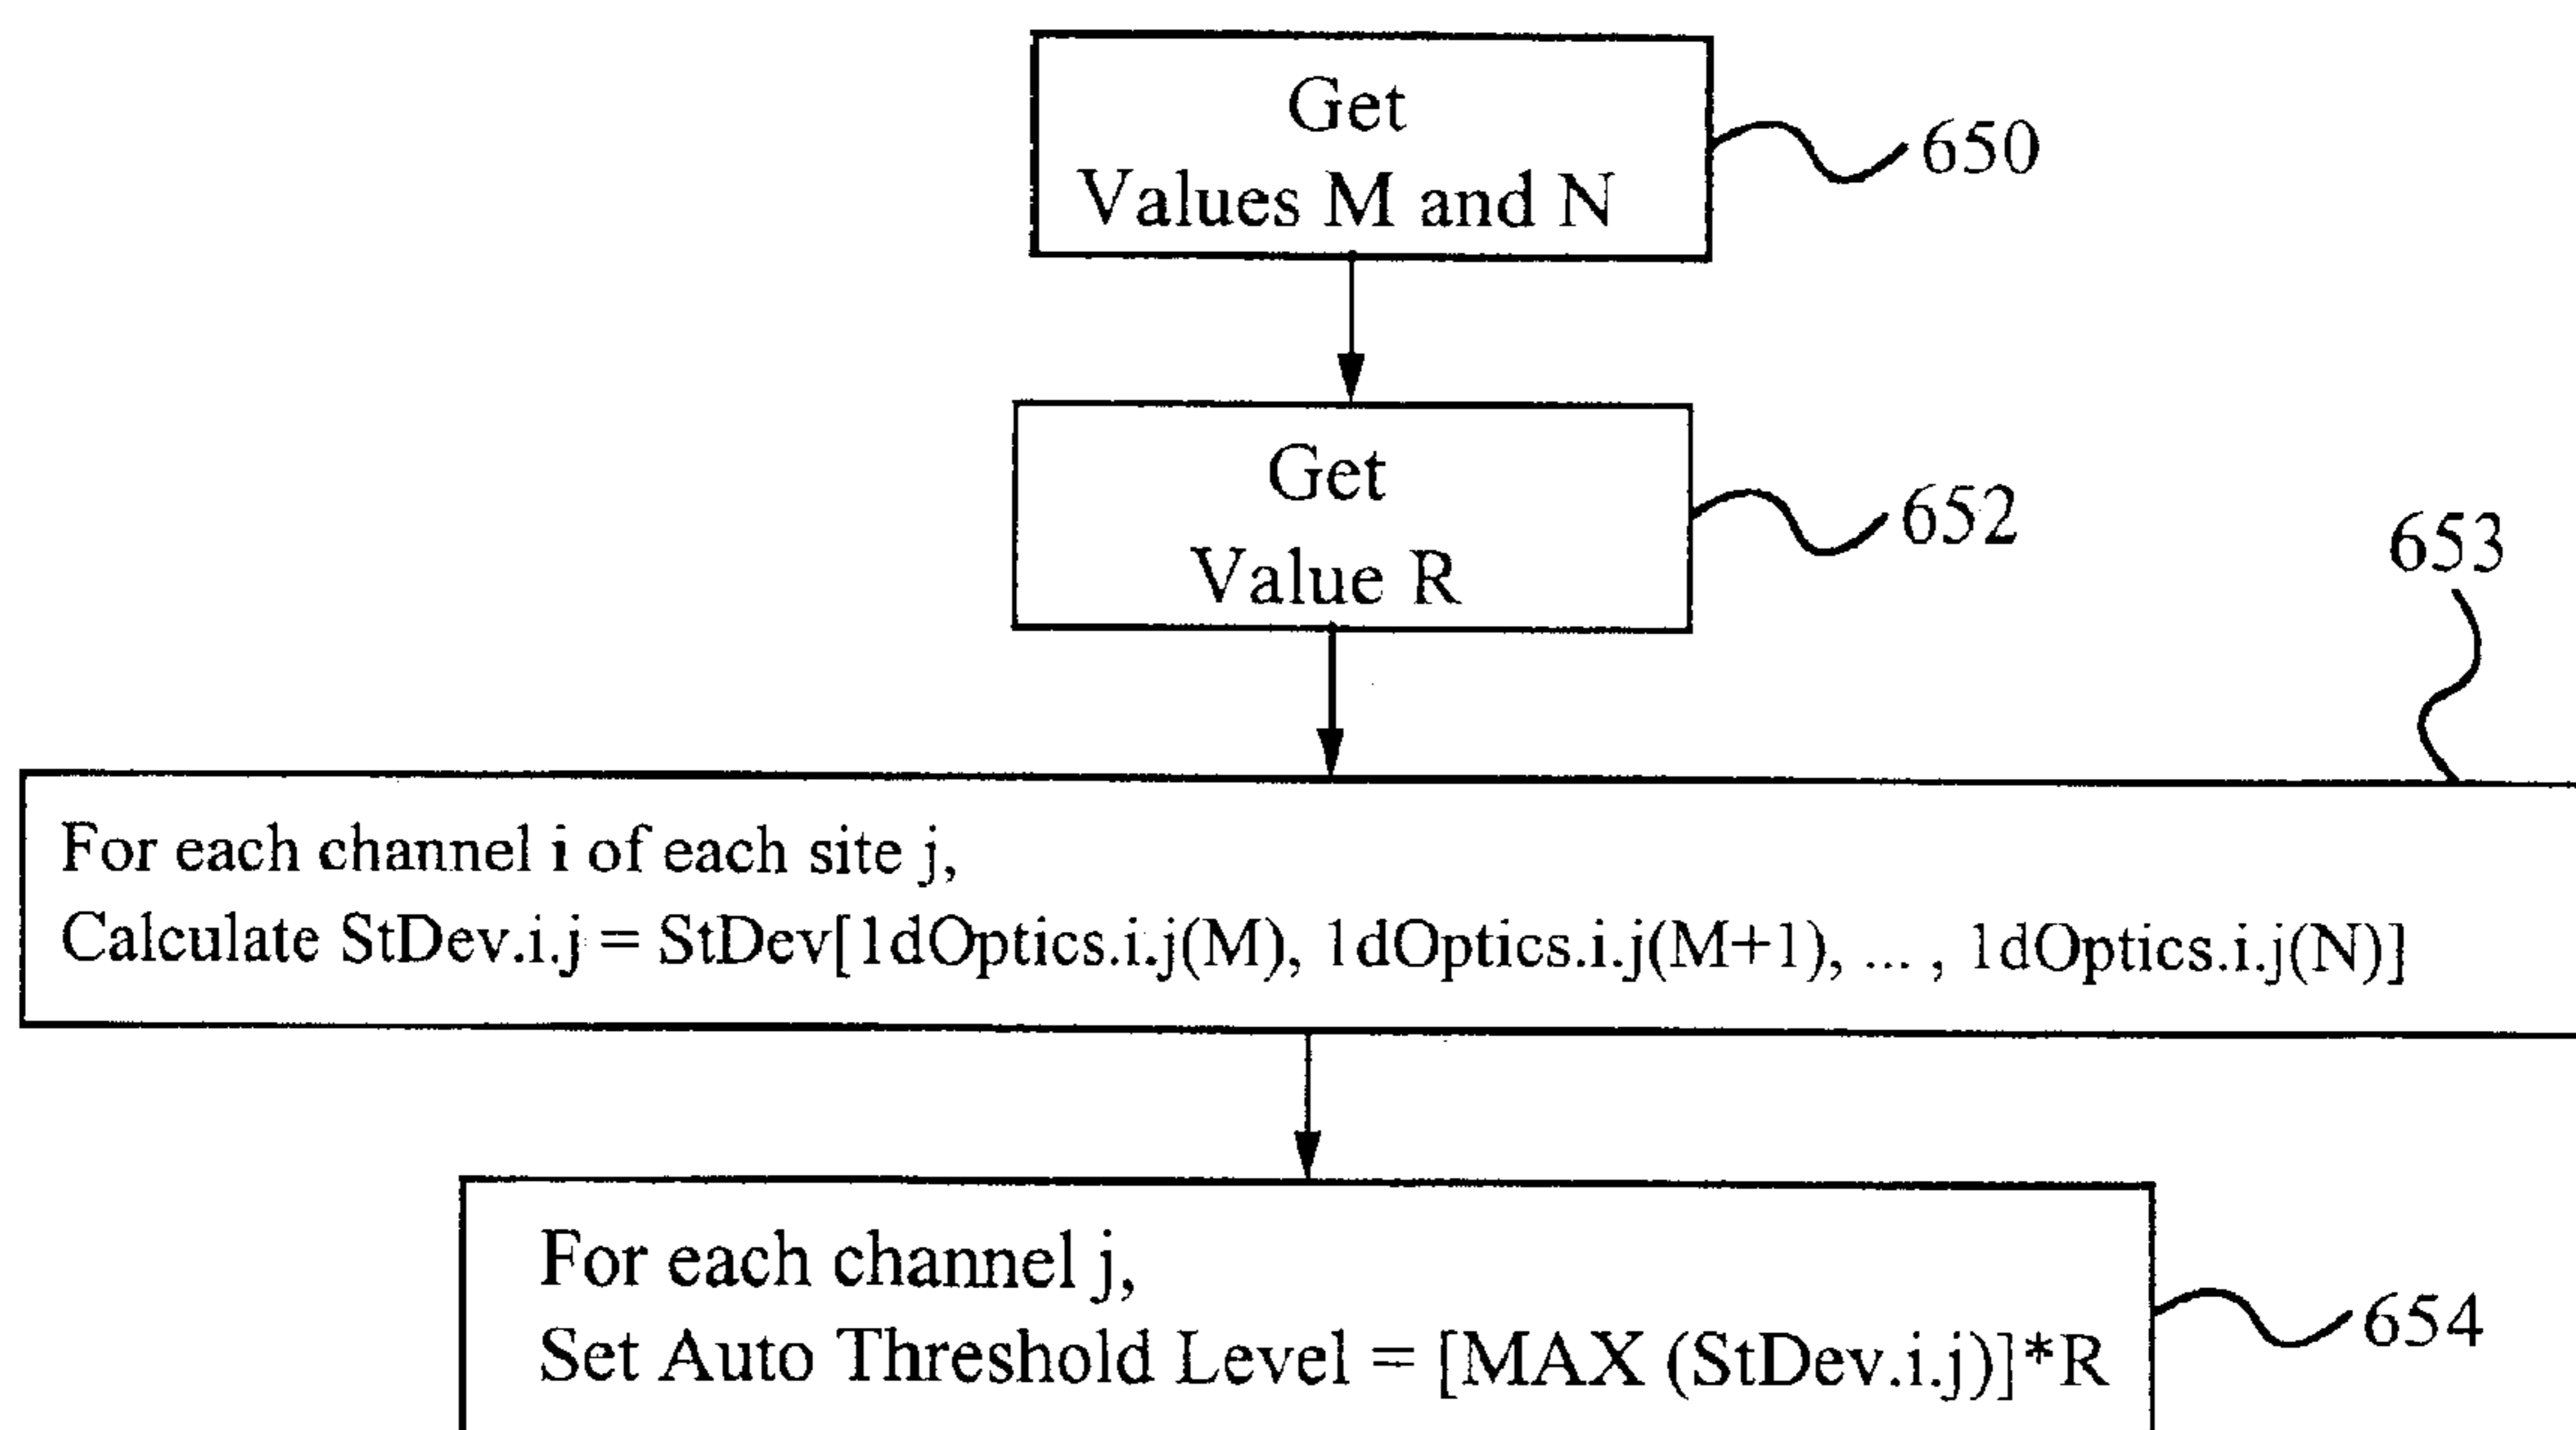 Get
Values M and N
650
Get
Value R
652
653
For each channel i of each site j,
Calculate StDev.i.j = StDev[1dOptics.i.j(M), 1dOptics.i.j(M+1), ... , 1dOptics.i.j(N)]
For each channel j,
Set Auto Threshold Level = [MAX (StDev.i.j)]*R
654